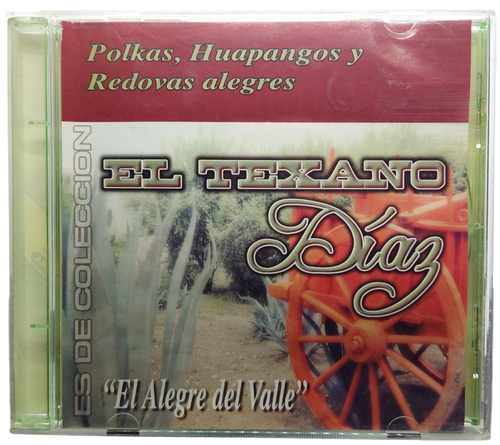 Polkas, Huapangos y
Redovas alegres
ES DE COLECCION
EL TEXANO
Díaz
"El Alegre del Valle"